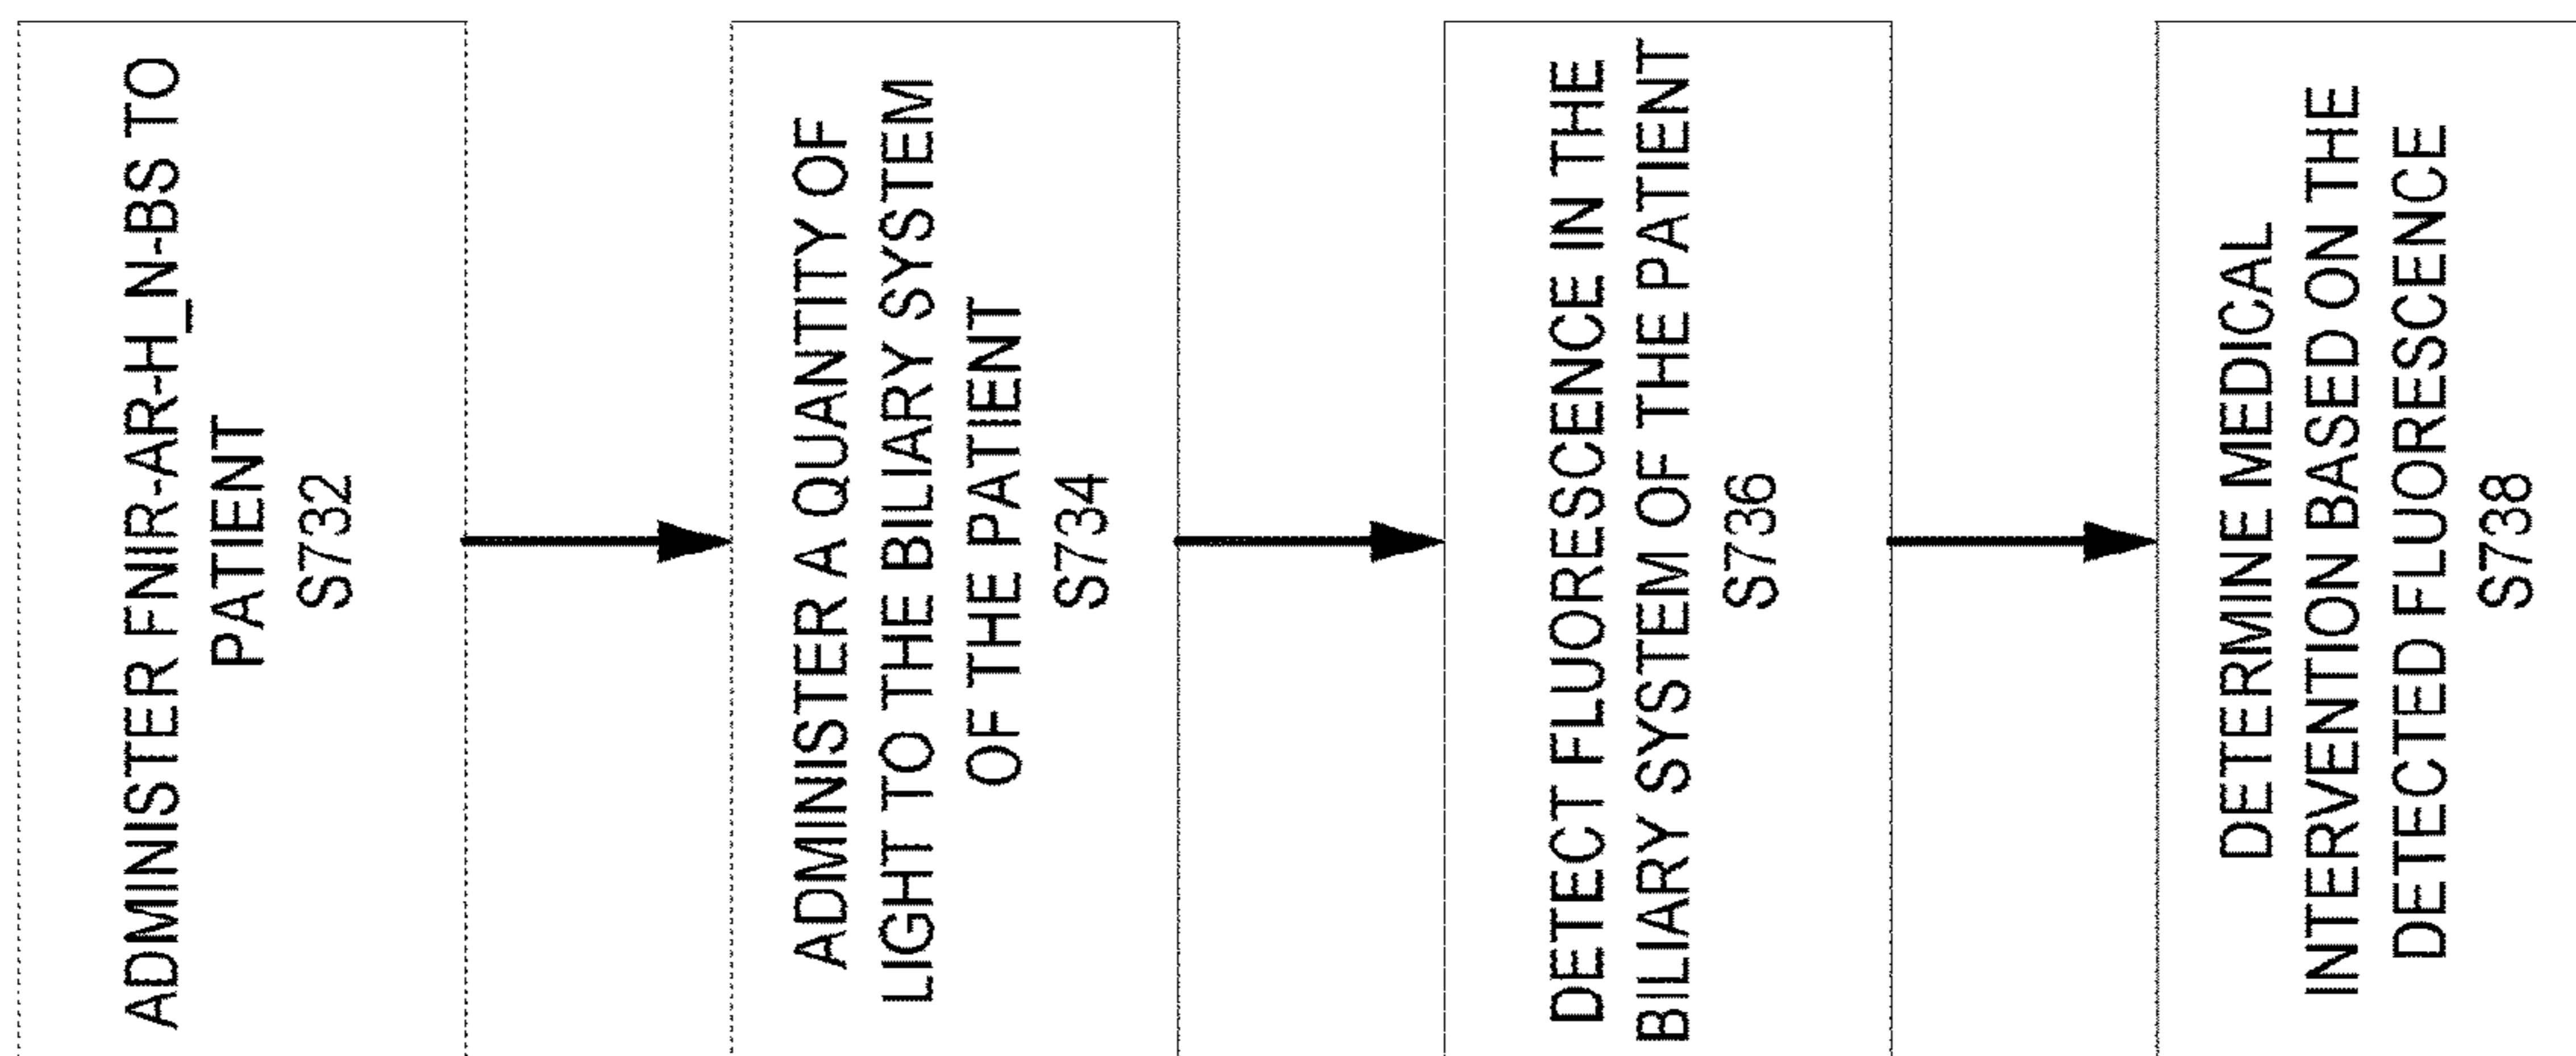 ADMINISTER FNIR-AR-H_N-BS TO
PATIENT
S732
ADMINISTER A QUANTITY OF
LIGHT TO THE BILIARY SYSTEM
OF THE PATIENT
S734
DETECT FLUORESCENCE IN THE
BILIARY SYSTEM OF THE PATIENT
S736
DETERMINE MEDICAL
INTERVENTION BASED ON THE
DETECTED FLUORESCENCE
S738